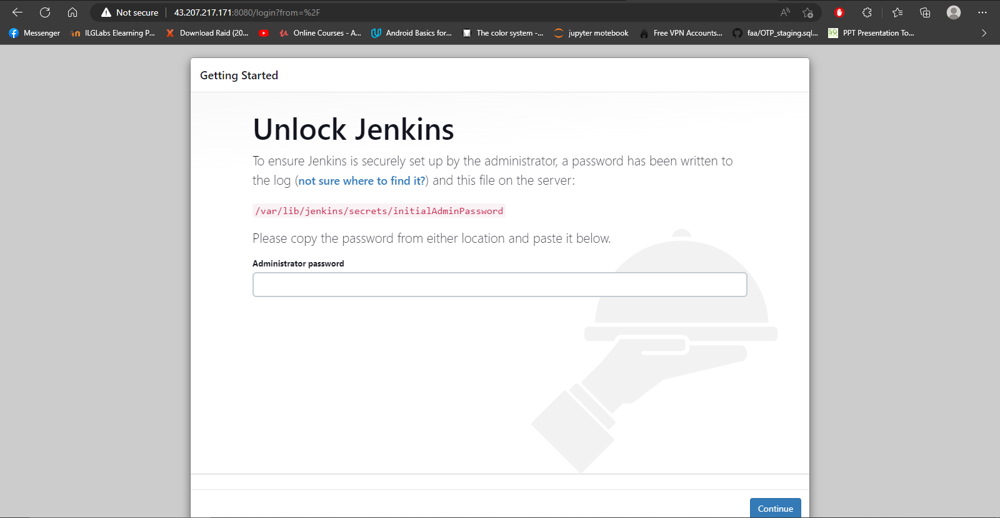 Not secure
43.207.217.171:8080/login?from=%2F
Messenger
ILGLabs Elearning P...
Download Raid (20...
Online Courses - A...
Android Basics for...
The color system -...
jupyter motebook
Free VPN Accounts...
faa/OTP_staging.sql...
PPT Presentation To...
Getting Started
Unlock Jenkins
To ensure Jenkins is securely set up by the administrator, a password has been written to
the log (not sure where to find it?) and this file on the server:
/var/lib/jenkins/secrets/initialAdminPassword
Please copy the password from either location and paste it below.
Administrator password
Continue